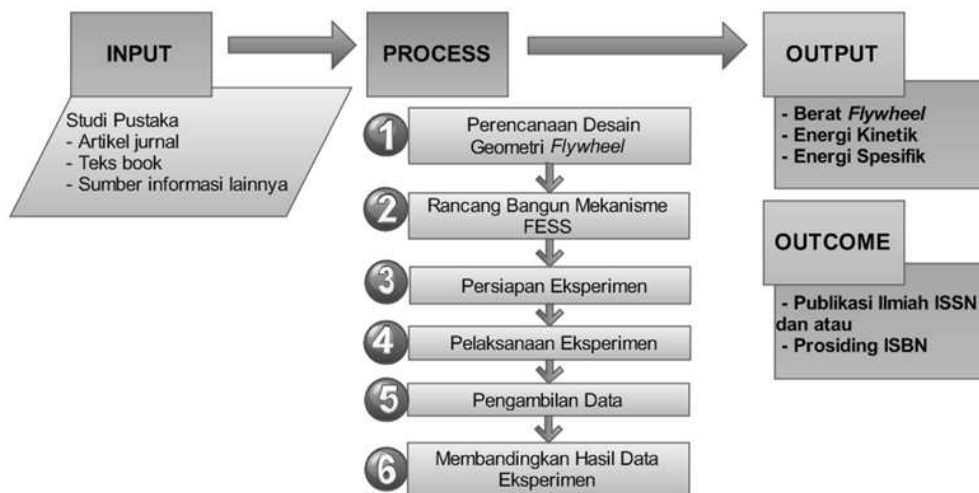 INPUT
Studi Pustaka
- Artikel jurnal
- Teks book
- Sumber informasi lainnya
PROCESS
1
Perencanaan Desain
Geometri Flywheel
2
Rancang Bangun Mekanisme
FESS
3
Persiapan Eksperimen
4
Pelaksanaan Eksperimen
5
Pengambilan Data
6
Membandingkan Hasil Data
Eksperimen
OUTPUT
- Berat Flywheel
- Energi Kinetik
- Energi Spesifik
OUTCOME
- Publikasi Ilmiah ISSN
dan atau
- Prosiding ISBN